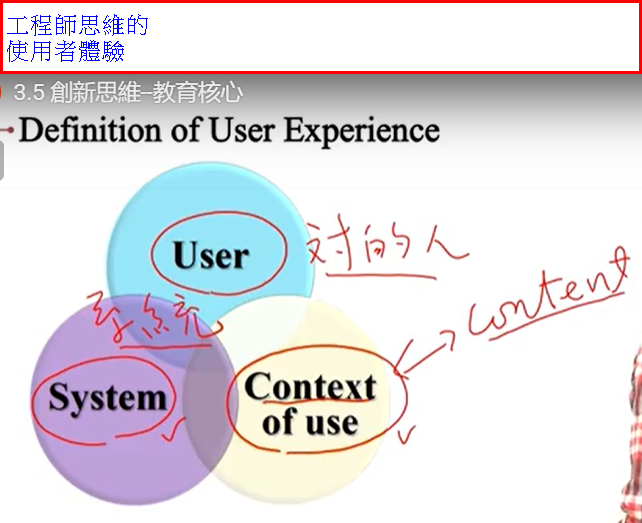 工程師思維的
使用者體驗
3.5 創新思維–教育核心
Definition of User Experience
User
対的人
content
系統
System
Context
of use